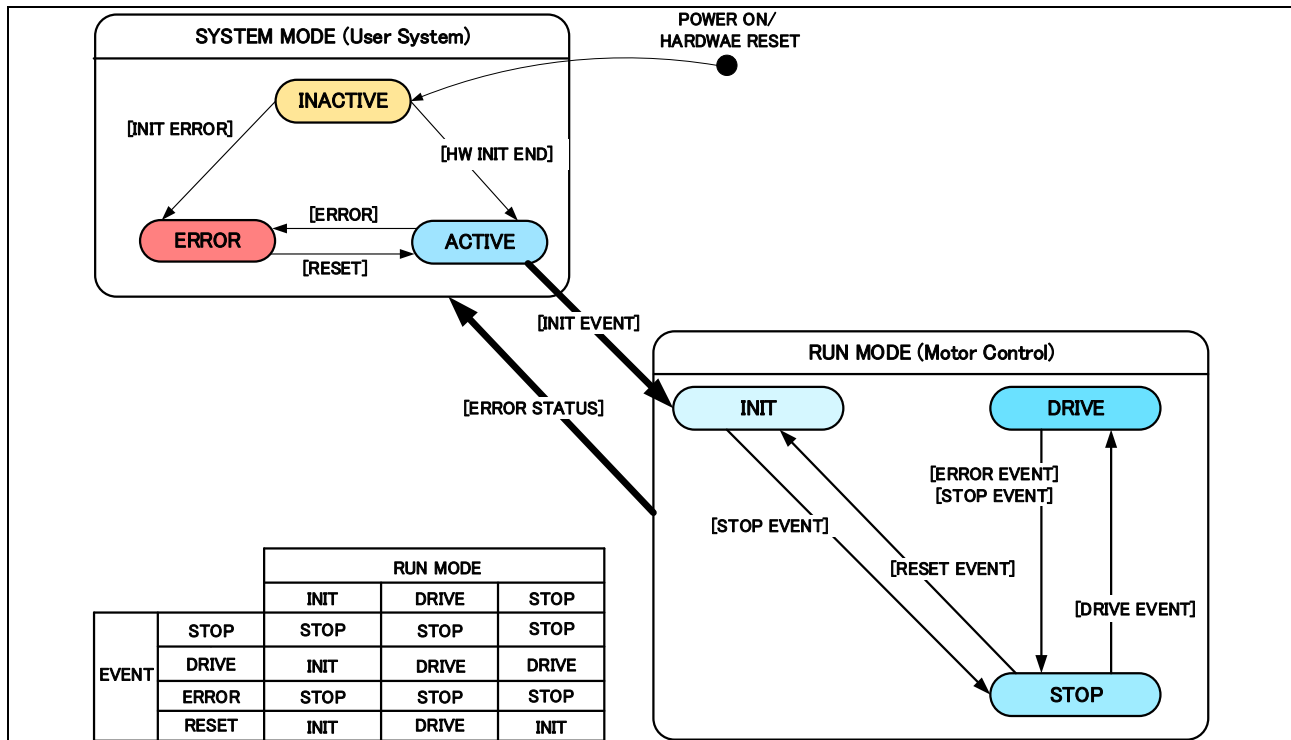 POWER ON/
HARDWAE RESET
SYSTEM MODE (User System)
INACTIVE
[INIT ERROR]
[HW INIT END]
[ERROR]
ERROR
ACTIVE
[RESET]
[INIT EVENT]
[ERROR STATUS]
RUN MODE (Motor Control)
INIT
DRIVE
[ERROR EVENT]
[STOP EVENT]
[STOP EVENT]
[RESET EVENT]
[DRIVE EVENT]
STOP
RUN MODE
INIT DRIVE STOP
EVENT
STOP STOP STOP STOP
DRIVE INIT DRIVE DRIVE
ERROR STOP STOP STOP
RESET INIT DRIVE INIT